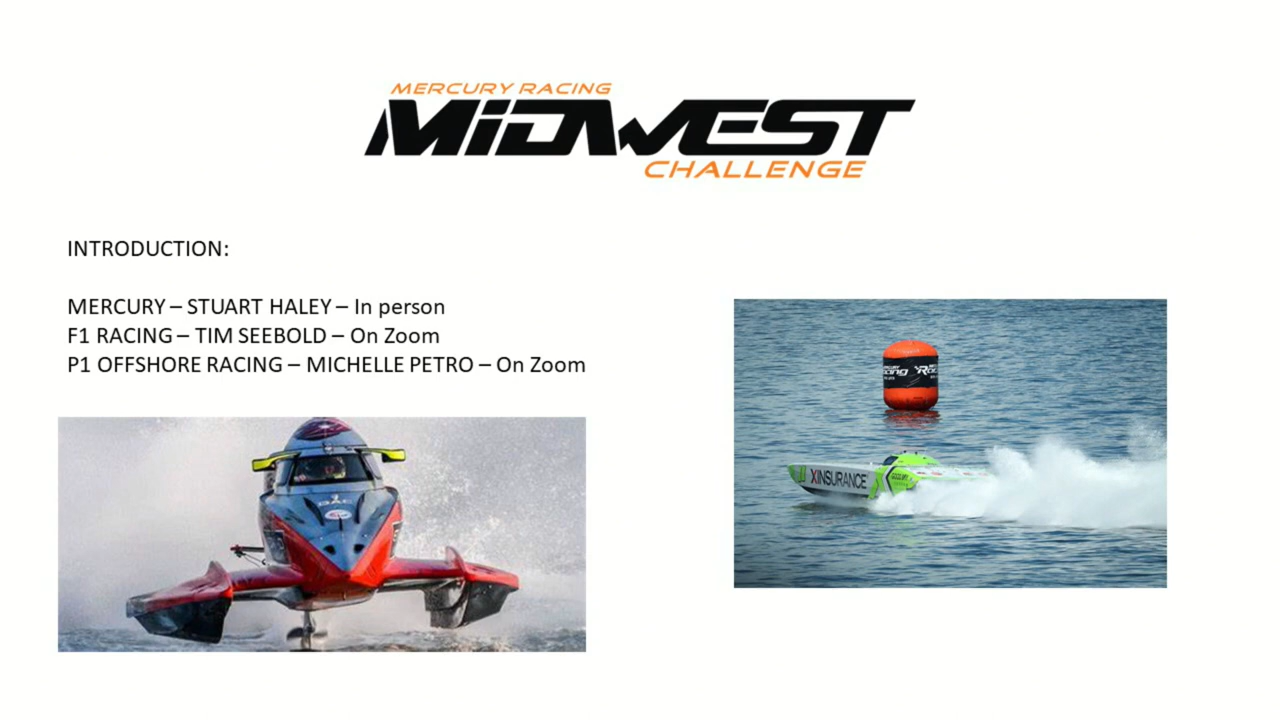 MERCURY RACING
MiDWEST
CHALLENGE
INTRODUCTION:
MERCURY – STUART HALEY – In person
F1 RACING – TIM SEEBOLD – On Zoom
P1 OFFSHORE RACING – MICHELLE PETRO – On Zoom
XINSURANCE